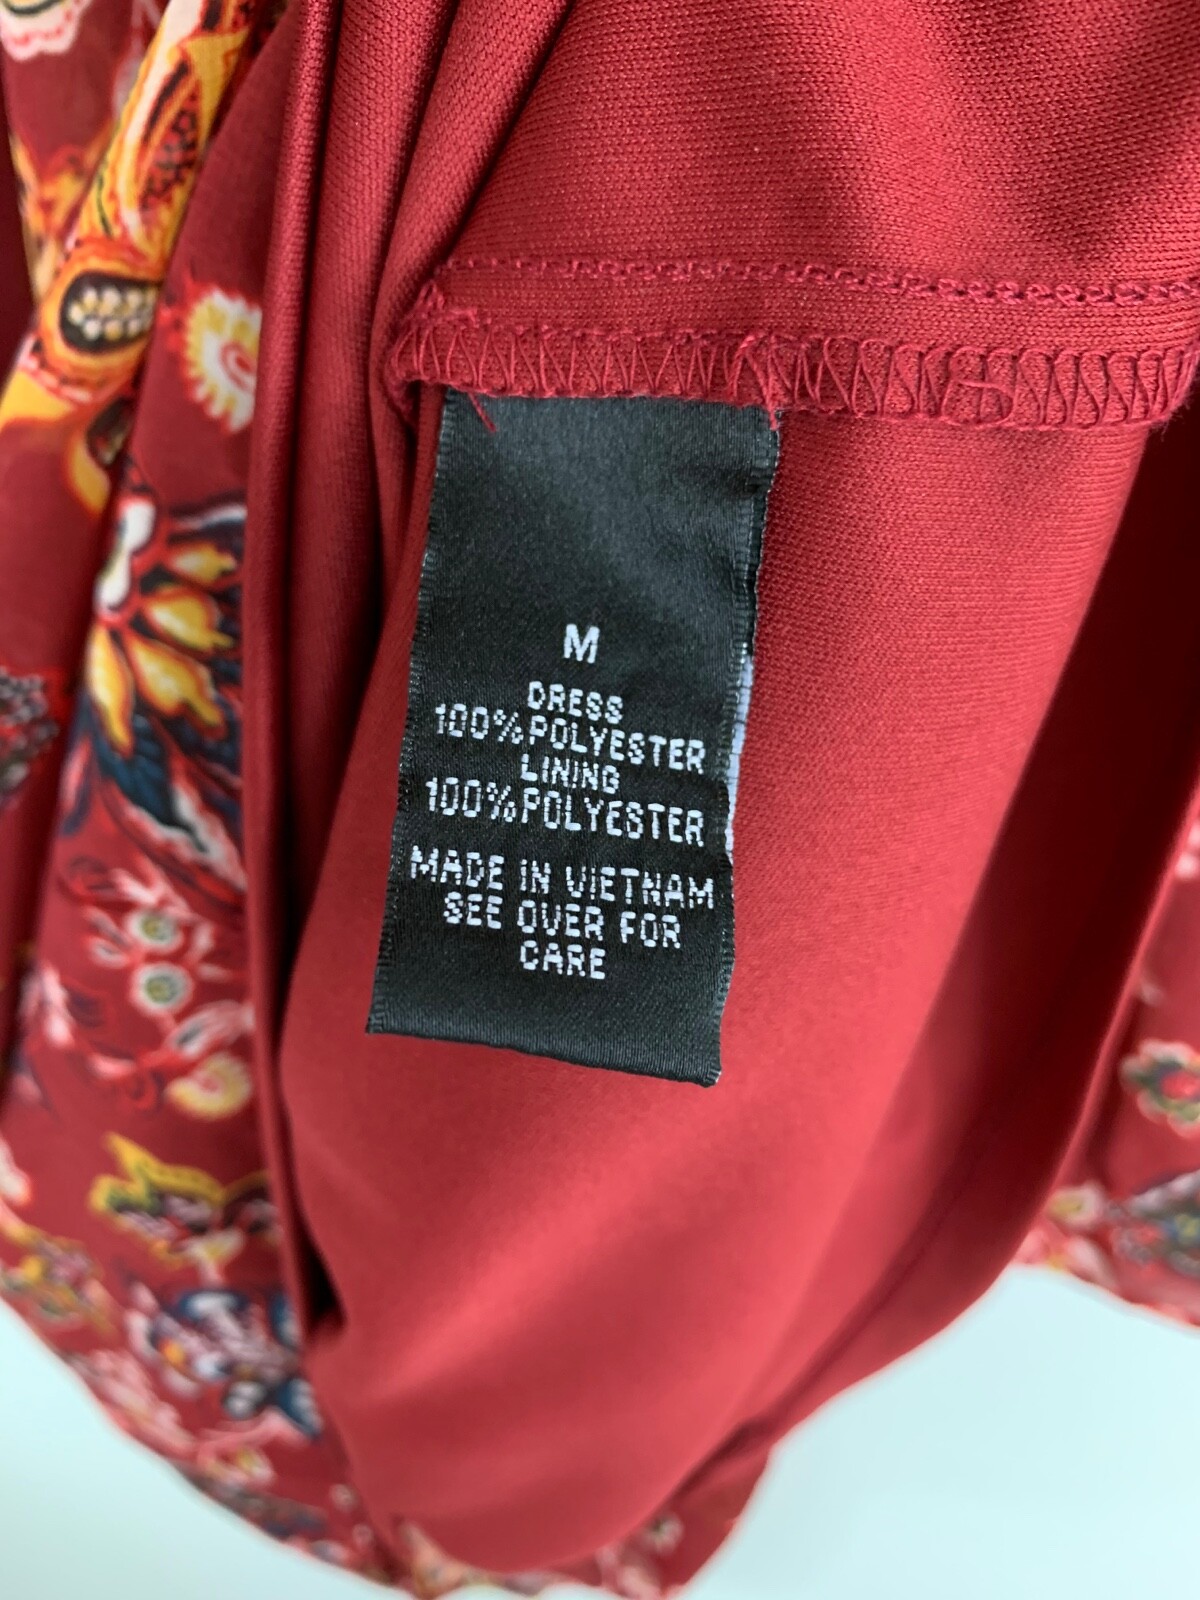 M
DRESS
100%POLYESTER
LINING
100%POLYESTER
MADE IN VIETNAM
SEE OVER FOR
CARE